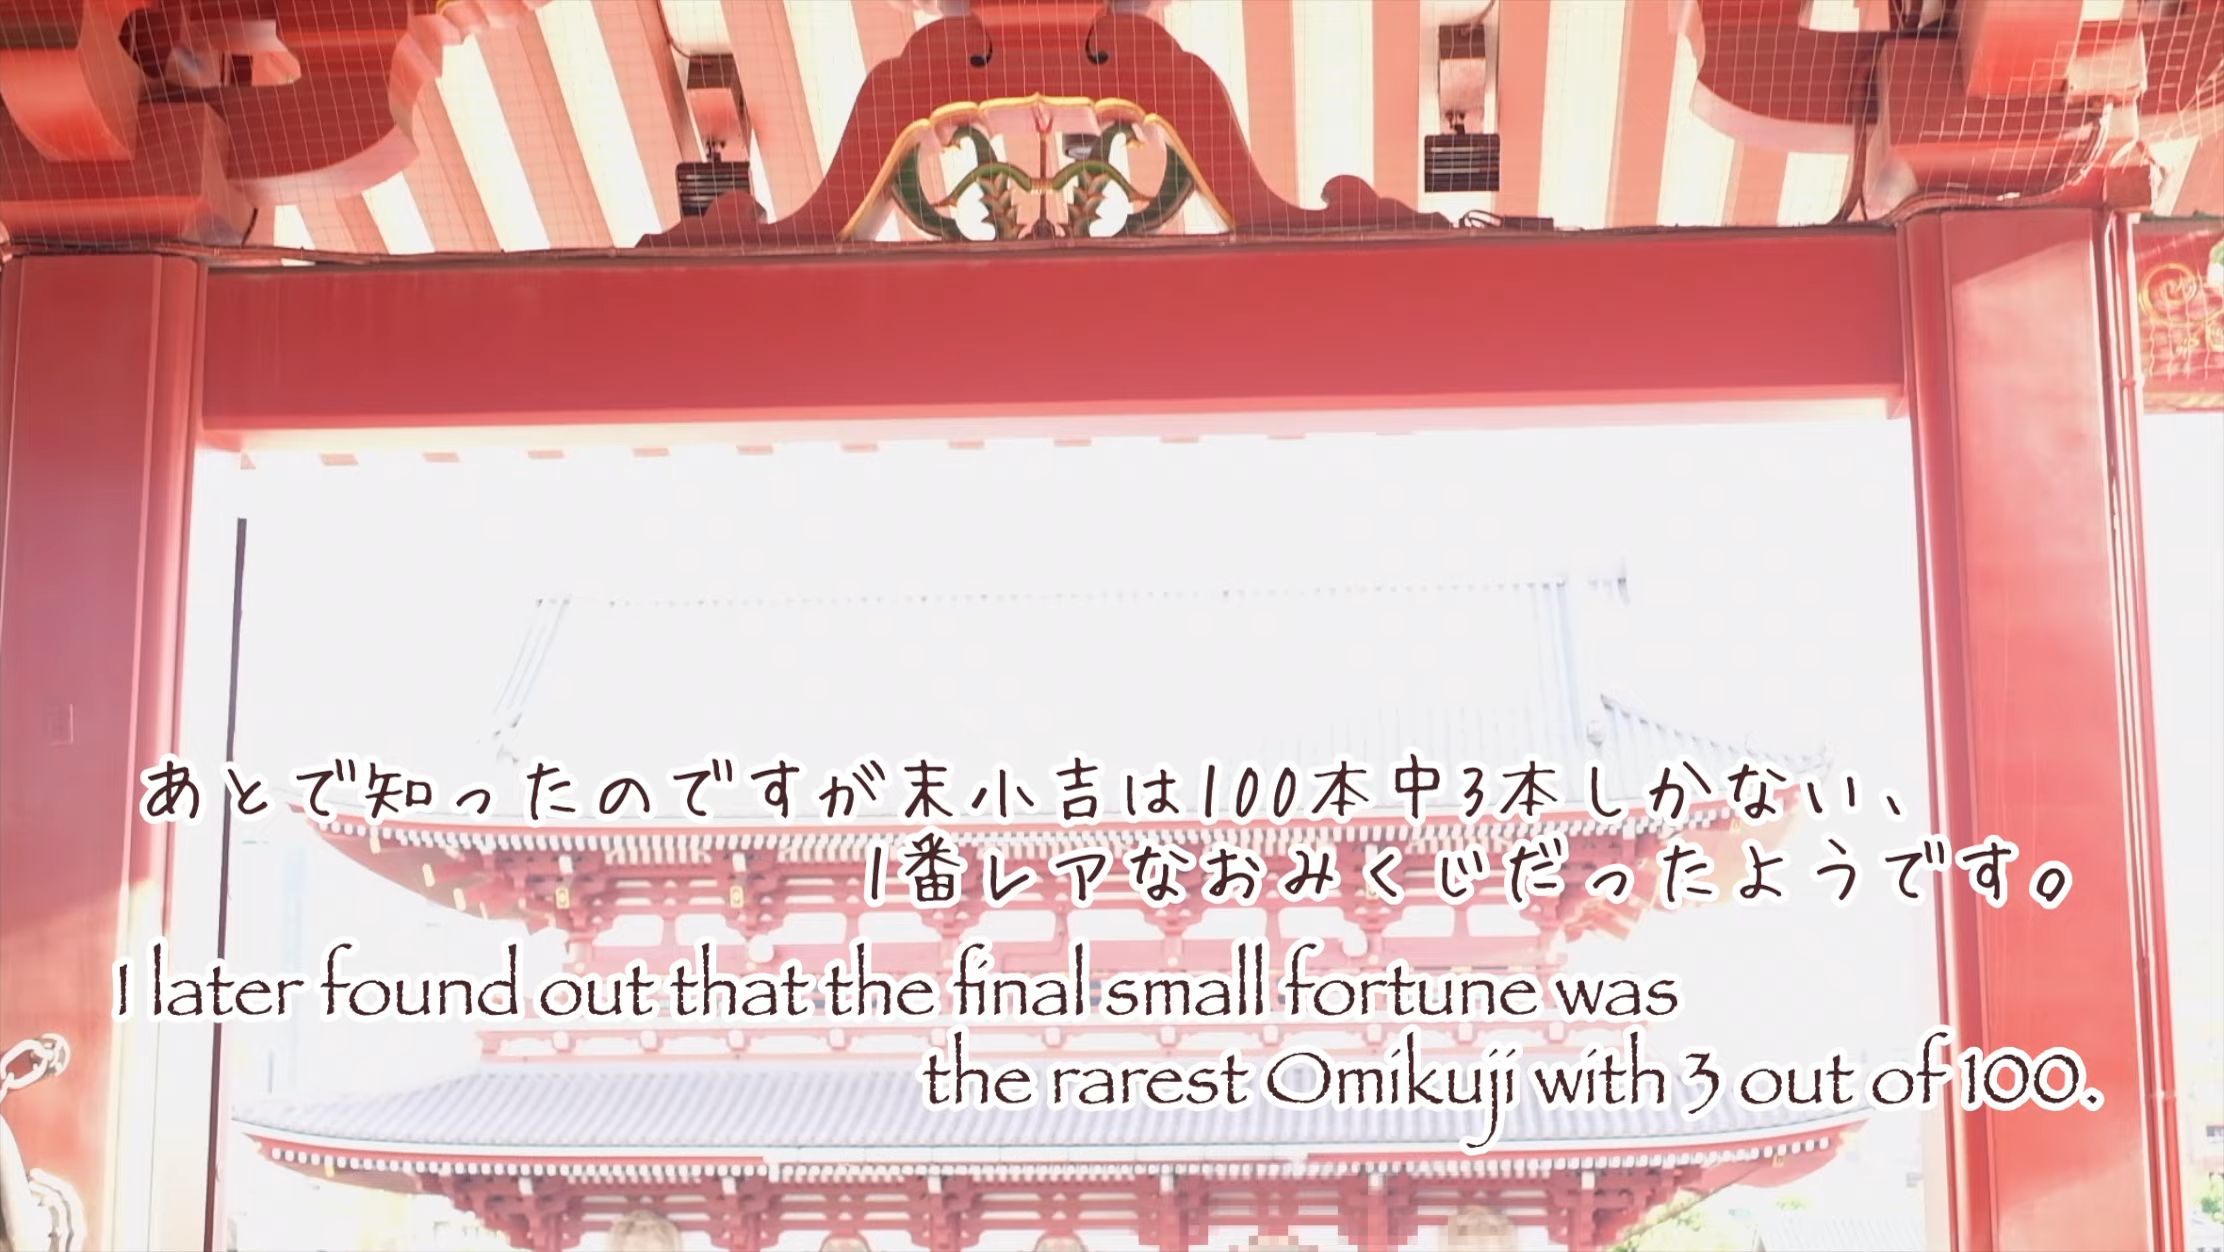 あとで知ったのですが末小吉は100本中3本しかない、
1番レアなおみくじだったようです。
I later found out that the final small fortune was
the rarest Omikuji with 3 out of 100.